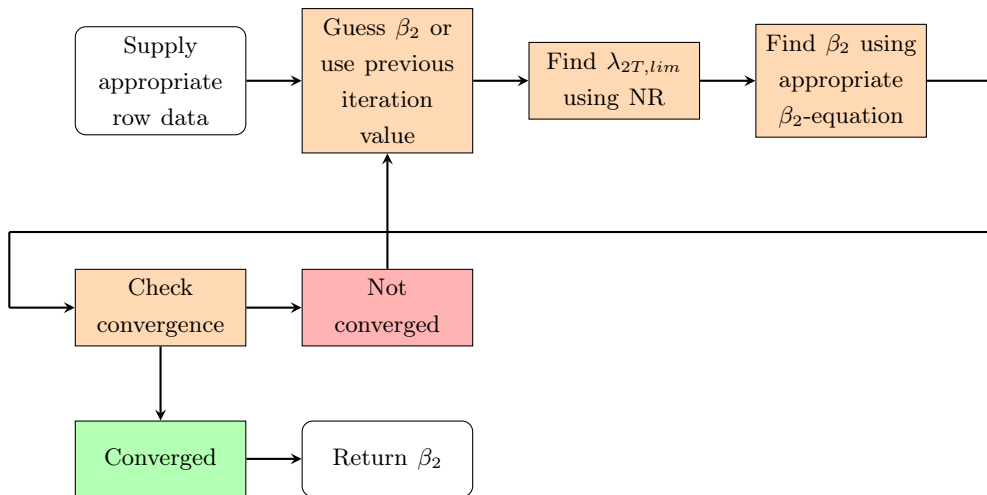 Supply
appropriate
row data
Guess β₂ or
use previous
iteration
value
Find λ₂T,lim
using NR
Find β₂ using
appropriate
β₂-equation
Check
convergence
Not
converged
Converged
Return β₂